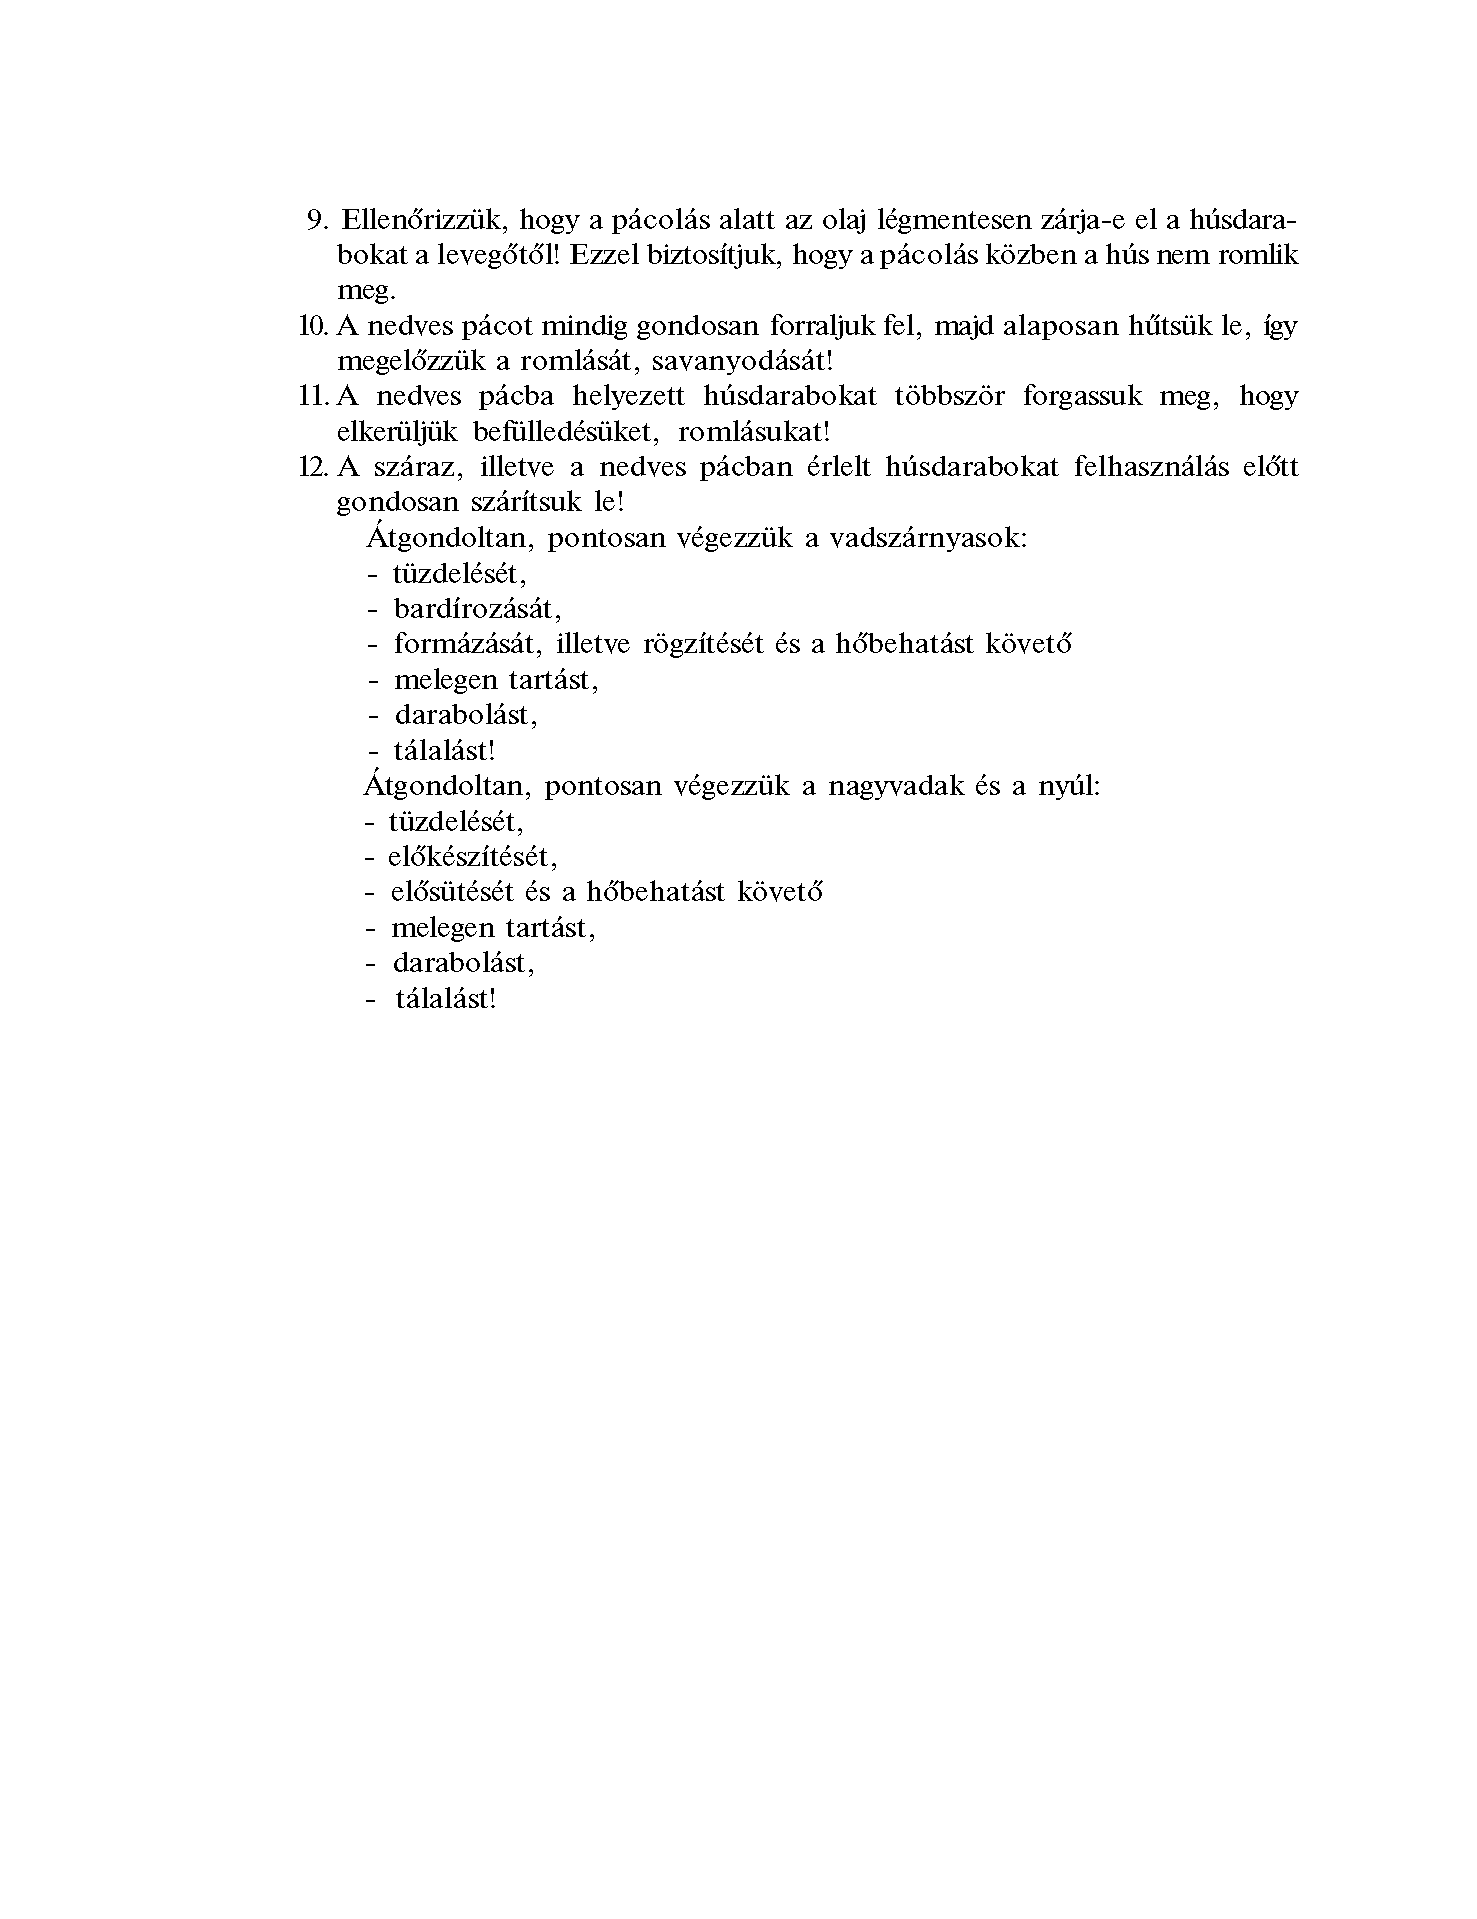 9. Ellenőrizzük, hogy a pácolás alatt az olaj légmentesen zárja-e el a húsdara-
bokat a levegőtől! Ezzel biztosítjuk, hogy a pácolás közben a hús nem romlik
meg.
10. A nedves pácot mindig gondosan forraljuk fel, majd alaposan hűtsük le, így
megelőzzük a romlását, savanyodását!
11. A nedves pácba helyezett húsdarabokat többször forgassuk meg, hogy
elkerüljük befülledésüket, romlásukat!
12. A száraz, illetve a nedves pácban érlelt húsdarabokat felhasználás előtt
gondosan szárítsuk le!
Átgondoltan, pontosan végezzük a vadszárnyasok:
- tüzdelését,
- bardírozását,
- formázását, illetve rögzítését és a hőbehatást követő
- melegen tartást,
- darabolást,
- tálalást!
Átgondoltan, pontosan végezzük a nagyvadak és a nyúl:
- tüzdelését,
- előkészítését,
- elősütését és a hőbehatást követő
- melegen tartást,
- darabolást,
- tálalást!